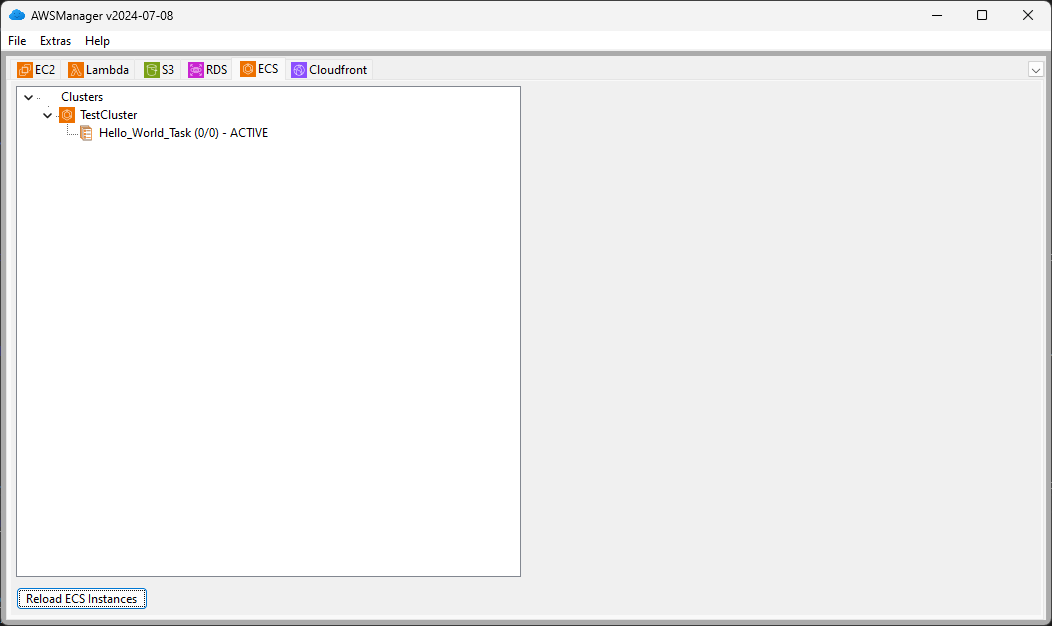 AWSManager v2024-07-08
File Extras Help
EC2 Lambda S3 RDS ECS Cloudfront
Clusters
TestCluster
Hello_World_Task (0/0) - ACTIVE
Reload ECS Instances